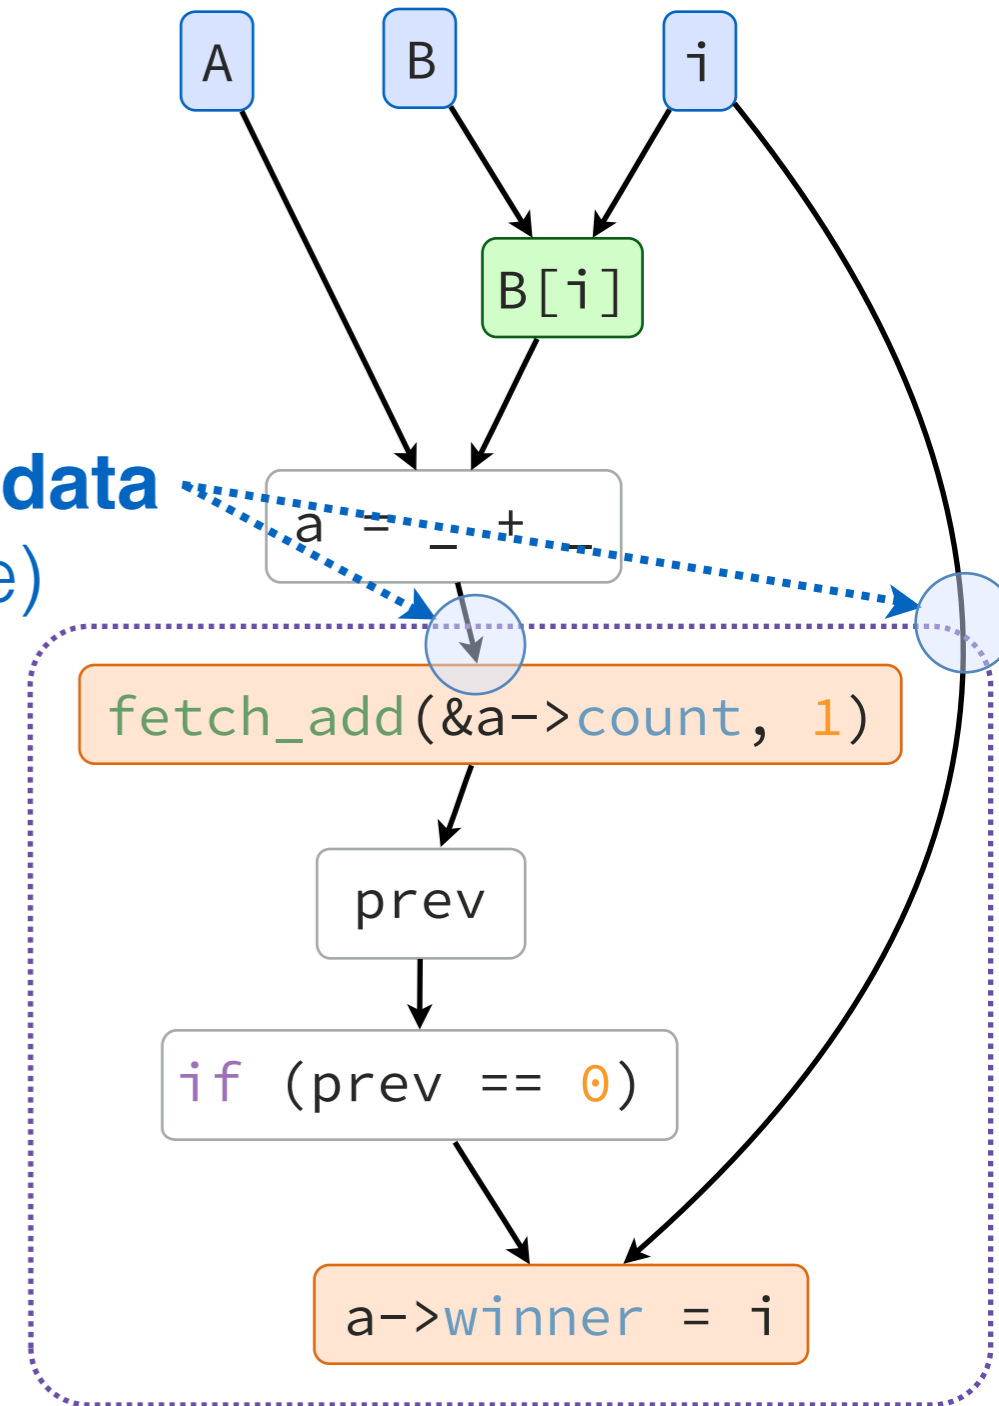 A
B
i
B[i]
data
a = _ + _
e)
fetch_add(&a->count, 1)
prev
if (prev == 0)
a->winner = i